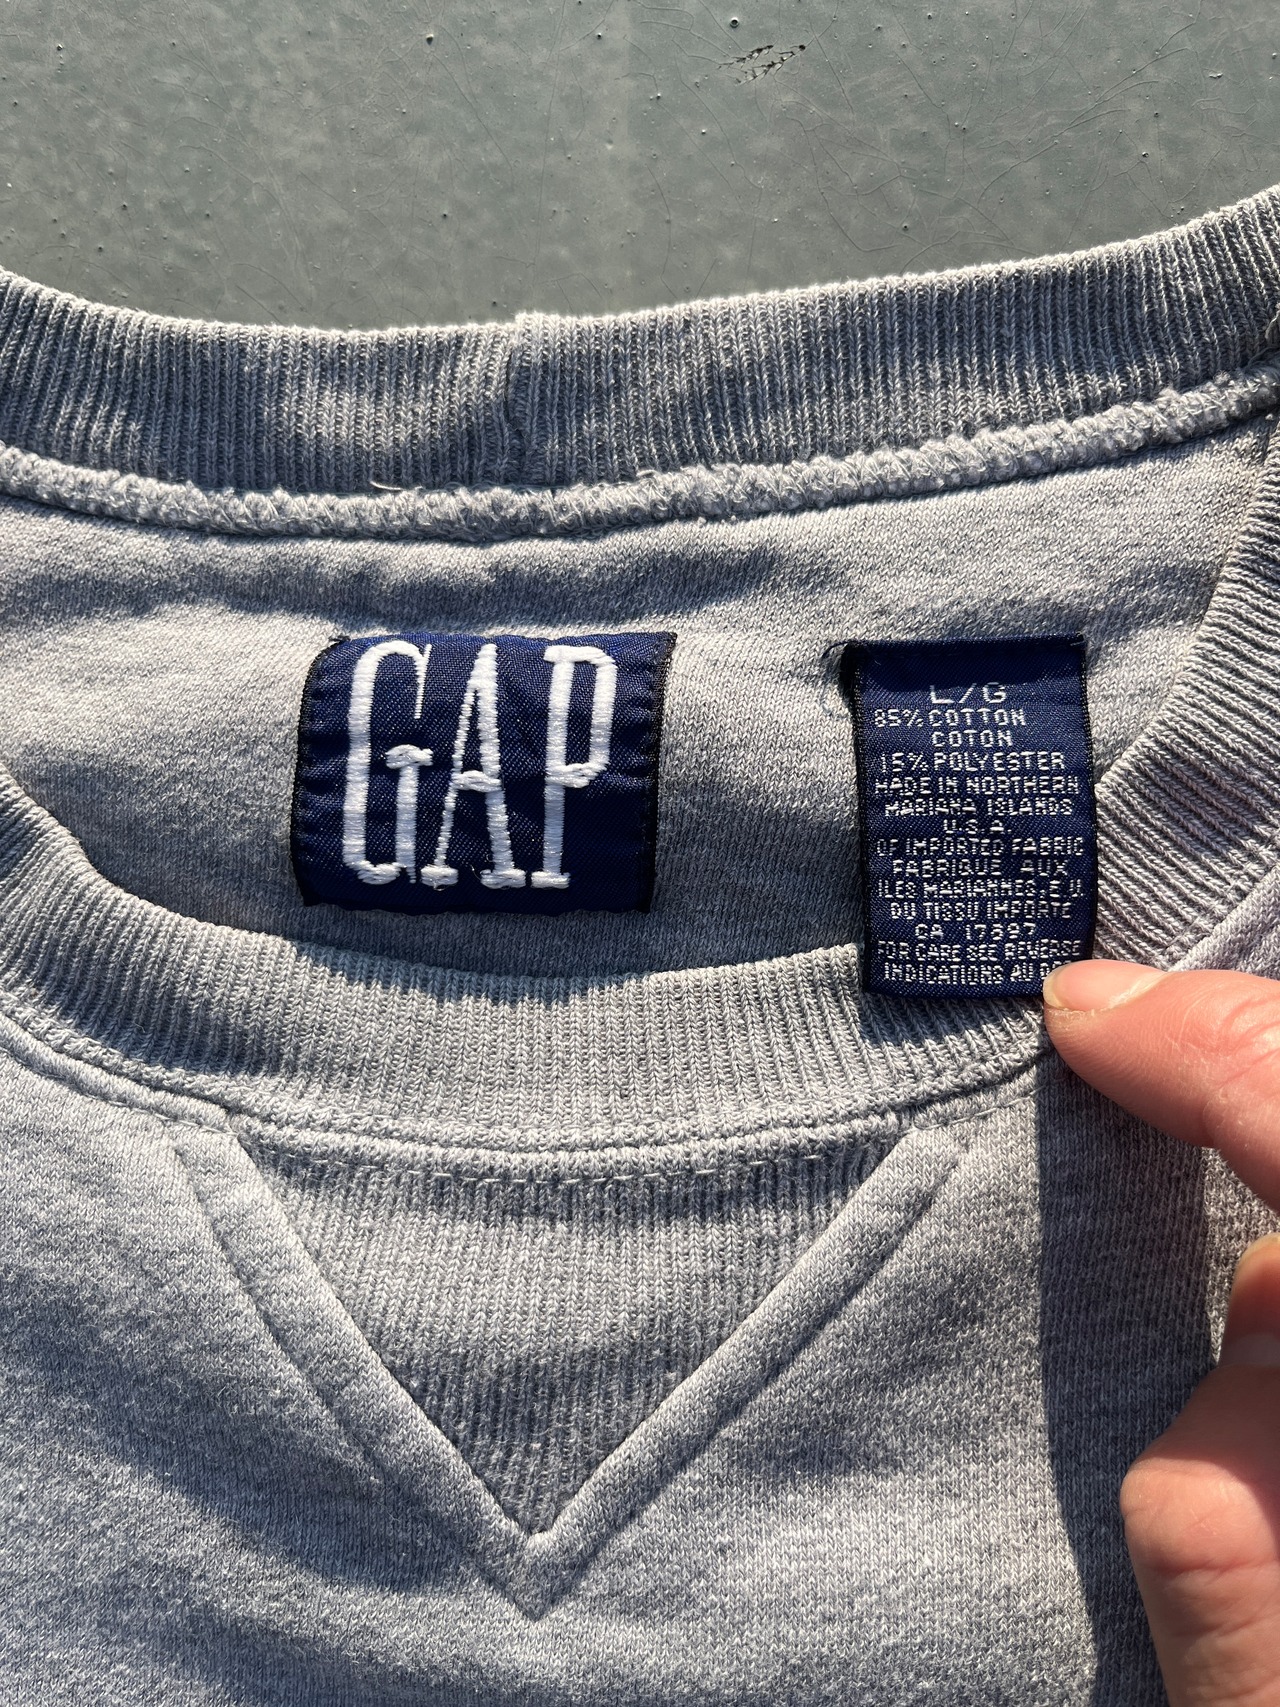 GAP
L/G
85% COTTON
COTON
15% POLYESTER
MADE IN NORTHERN
MARIANA ISLANDS
U.S.A.
OF IMPORTED FABRIC
FABRIQUE AUX
ILES MARIANNES, E.U.
DU TISSU IMPORTE
CA 17397
FOR CARE SEE REVERSE
INDICATIONS AU